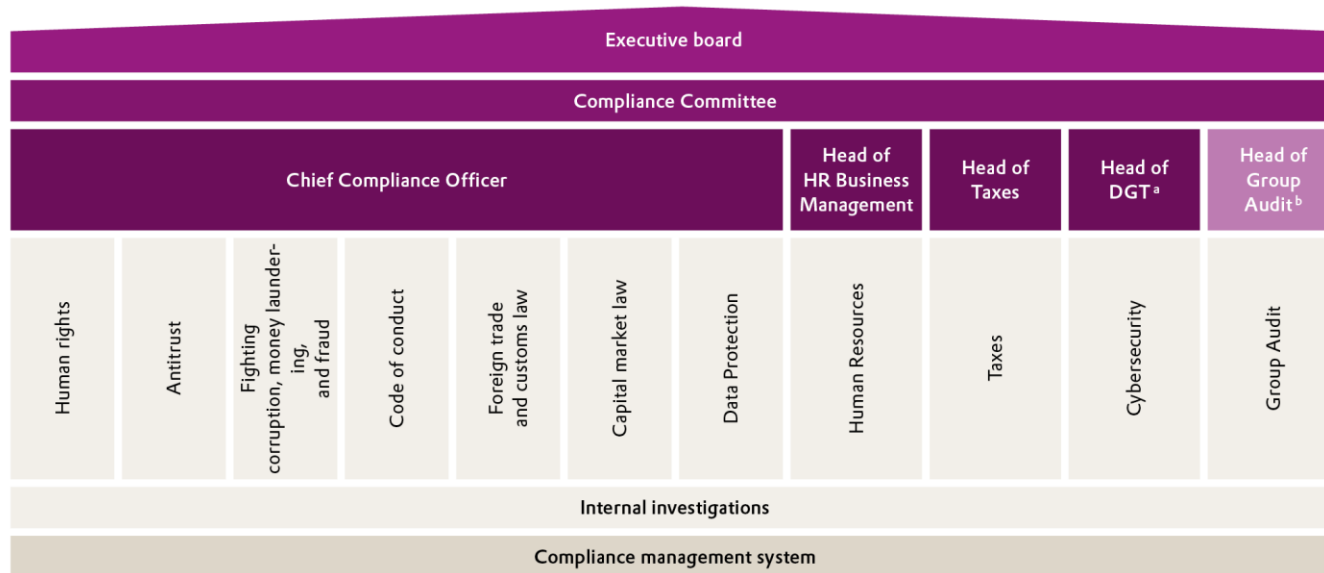 Executive board
Compliance Committee
Chief Compliance Officer
Head of
HR Business
Management
Head of
Taxes
Head of
DGT a
Head of
Group
Audit b
Human rights
Antitrust
Fighting
corruption, money launder-
ing,
and fraud
Code of conduct
Foreign trade
and customs law
Capital market law
Data Protection
Human Resources
Taxes
Cybersecurity
Group Audit
Internal investigations
Compliance management system